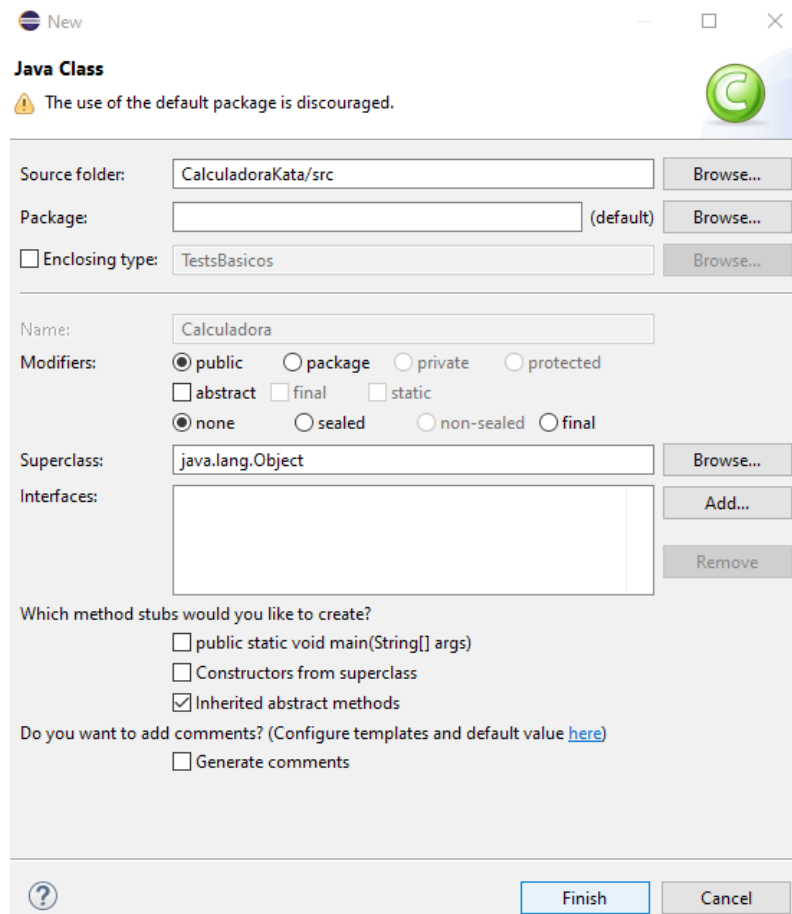 New
Java Class
The use of the default package is discouraged.
Source folder: CalculadoraKata/src Browse...
Package: (default) Browse...
Enclosing type: TestsBasicos Browse...
Name: Calculadora
Modifiers: public package private protected
abstract final static
none sealed non-sealed final
Superclass: java.lang.Object Browse...
Interfaces: Add...
Remove
Which method stubs would you like to create?
public static void main(String[] args)
Constructors from superclass
Inherited abstract methods
Do you want to add comments? (Configure templates and default value here)
Generate comments
? Finish Cancel